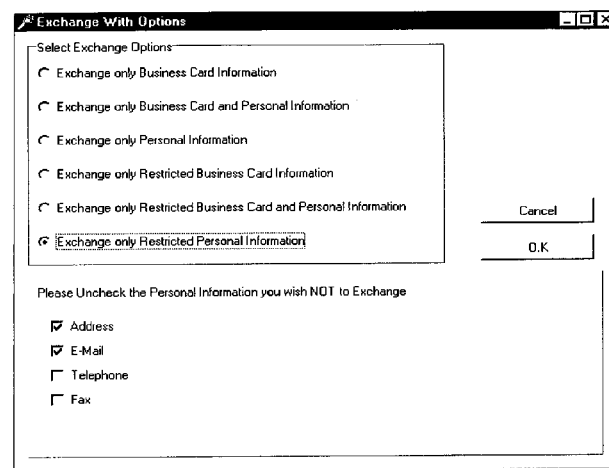 Exchange With Options
Select Exchange Options
Exchange only Business Card Information
Exchange only Business Card and Personal Information
Exchange only Personal Information
Exchange only Restricted Business Card Information
Exchange only Restricted Business Card and Personal Information
Cancel
Exchange only Restricted Personal Information
O.K
Please Uncheck the Personal Information you wish NOT to Exchange
Address
E-Mail
Telephone
Fax